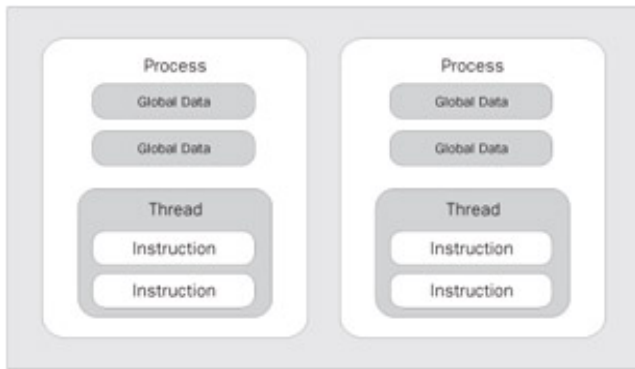 Process
Global Data
Global Data
Thread
Instruction
Instruction
Process
Global Data
Global Data
Thread
Instruction
Instruction